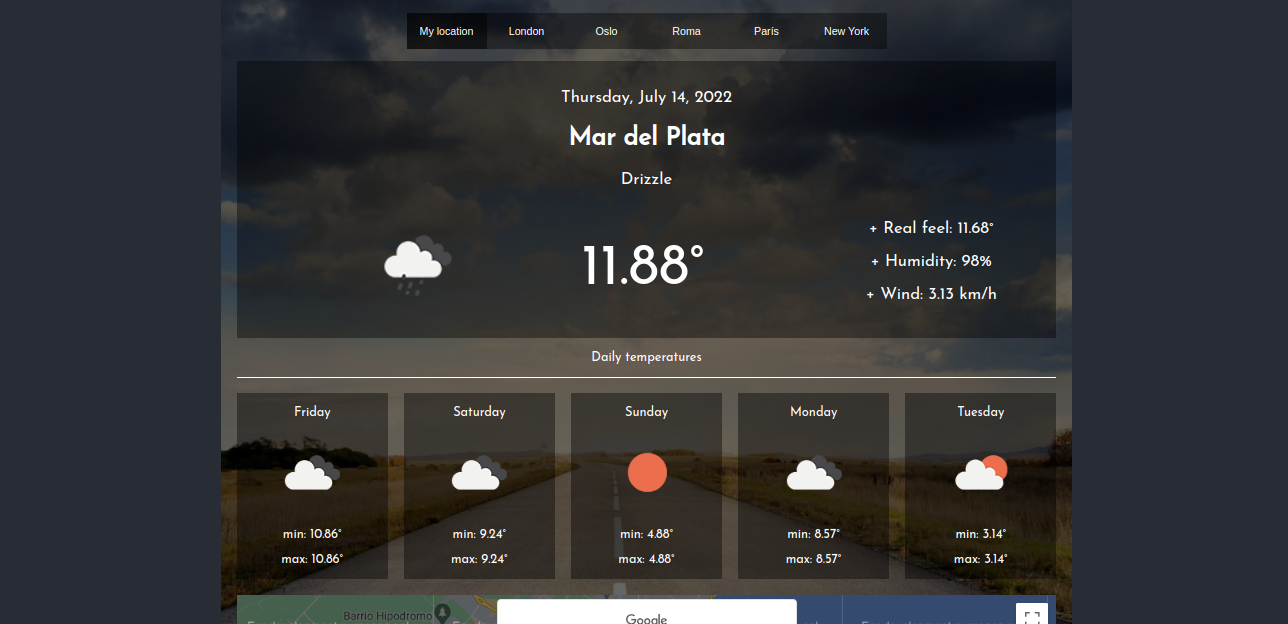 My location London Oslo Roma París New York
Thursday, July 14, 2022
Mar del Plata
Drizzle
11.88°
+ Real feel: 11.68°
+ Humidity: 98%
+ Wind: 3.13 km/h
Daily temperatures
Friday
min: 10.86°
max: 10.86°
Saturday
min: 9.24°
max: 9.24°
Sunday
min: 4.88°
max: 4.88°
Monday
min: 8.57°
max: 8.57°
Tuesday
min: 3.14°
max: 3.14°
Barrio Hipodromo
Google